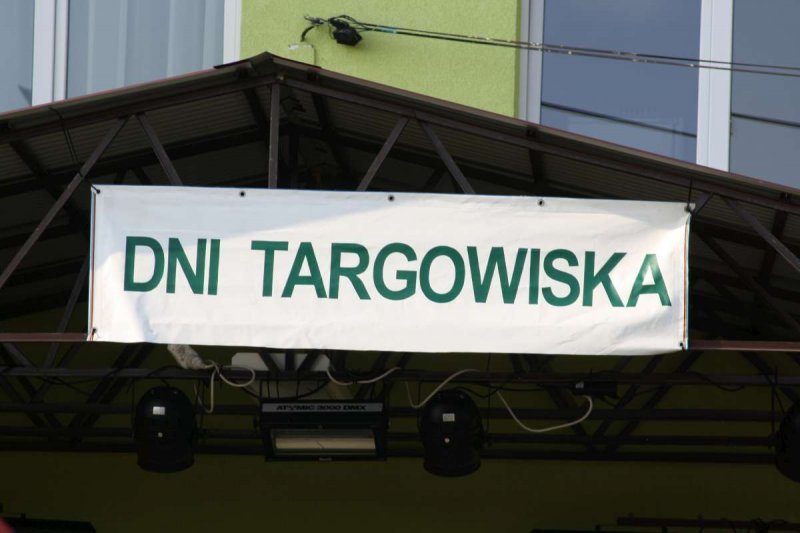 DNI TARGOWISKA
ATOMIC 3000 DMX